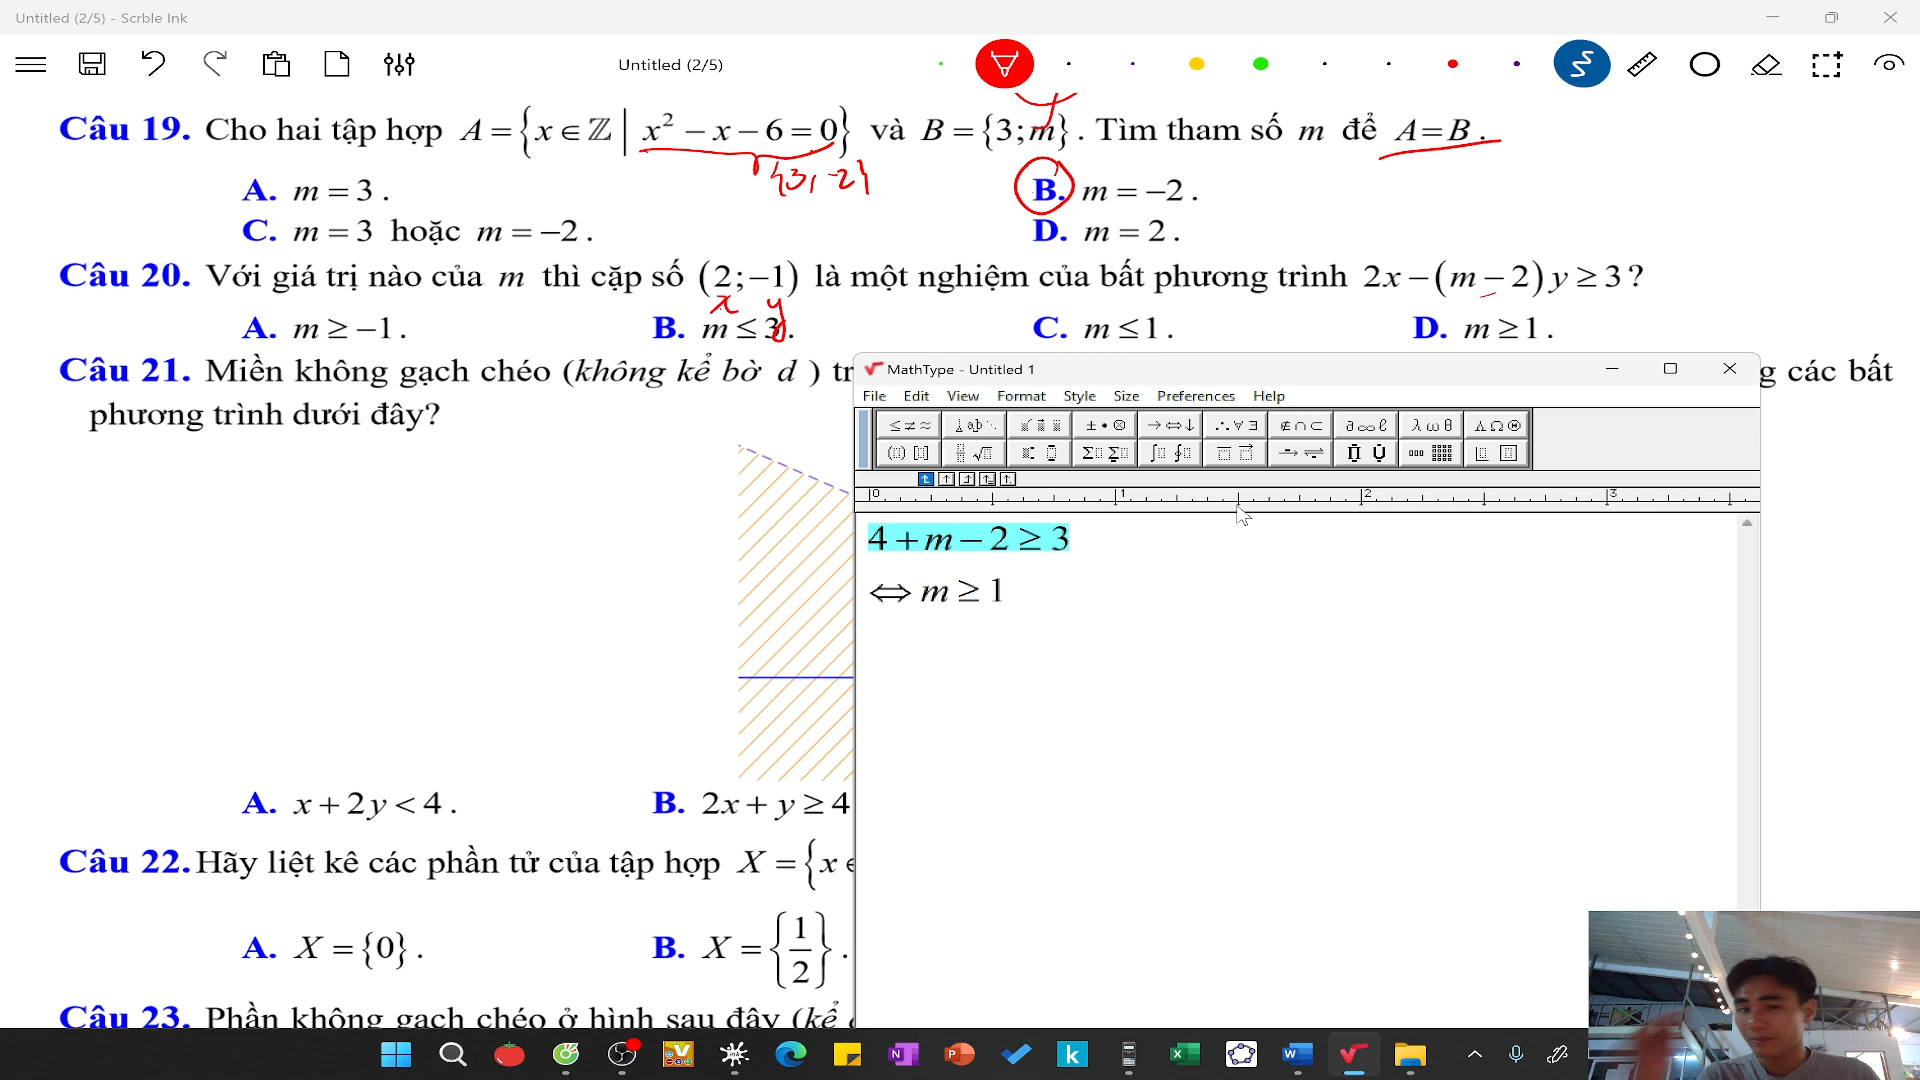 Untitled (2/5) - Scrble Ink
Untitled (2/5)
Câu 19. Cho hai tập hợp A = {x ∈ ℤ | x² − x − 6 = 0} và B = {3; m}. Tìm tham số m để A = B.
{3, -2}
A. m = 3. B. m = −2.
C. m = 3 hoặc m = −2. D. m = 2.
Câu 20. Với giá trị nào của m thì cặp số (2; −1) là một nghiệm của bất phương trình 2x − (m − 2)y ≥ 3?
x y
A. m ≥ −1. B. m ≤ 3. C. m ≤ 1. D. m ≥ 1.
Câu 21. Miền không gạch chéo (không kể bờ d) tr
g các bất
phương trình dưới đây?
MathType - Untitled 1
File Edit View Format Style Size Preferences Help
0 1 2 3
4 + m − 2 ≥ 3
⇔ m ≥ 1
A. x + 2y < 4. B. 2x + y ≥ 4
Câu 22. Hãy liệt kê các phần tử của tập hợp X = {x ∈
A. X = {0}. B. X = {1/2}.
Câu 23. Phần không gạch chéo ở hình sau đây (kể